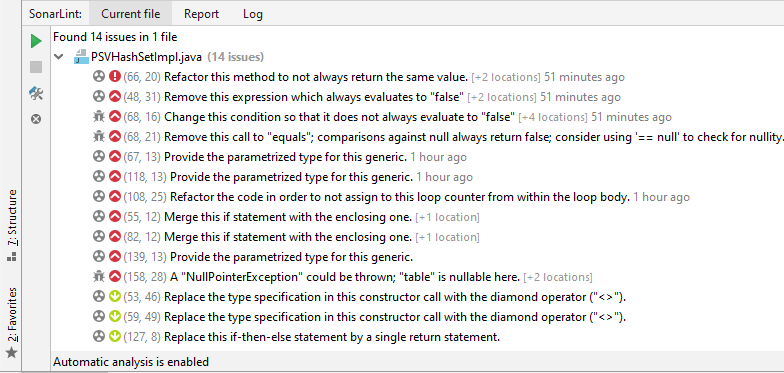 SonarLint: Current file Report Log
Found 14 issues in 1 file
PSVHashSetImpl.java (14 issues)
(66, 20) Refactor this method to not always return the same value. [+2 locations] 51 minutes ago
(48, 31) Remove this expression which always evaluates to "false" [+2 locations] 51 minutes ago
(68, 16) Change this condition so that it does not always evaluate to "false" [+4 locations] 51 minutes ago
(68, 21) Remove this call to "equals"; comparisons against null always return false; consider using '== null' to check for nullity.
(67, 13) Provide the parametrized type for this generic. 1 hour ago
(118, 13) Provide the parametrized type for this generic. 1 hour ago
(108, 25) Refactor the code in order to not assign to this loop counter from within the loop body. 1 hour ago
(55, 12) Merge this if statement with the enclosing one. [+1 location]
(82, 12) Merge this if statement with the enclosing one. [+1 location]
(139, 13) Provide the parametrized type for this generic.
(158, 28) A "NullPointerException" could be thrown; "table" is nullable here. [+2 locations]
(53, 46) Replace the type specification in this constructor call with the diamond operator ("<>").
(59, 49) Replace the type specification in this constructor call with the diamond operator ("<>").
(127, 8) Replace this if-then-else statement by a single return statement.
Automatic analysis is enabled
7: Structure
2: Favorites